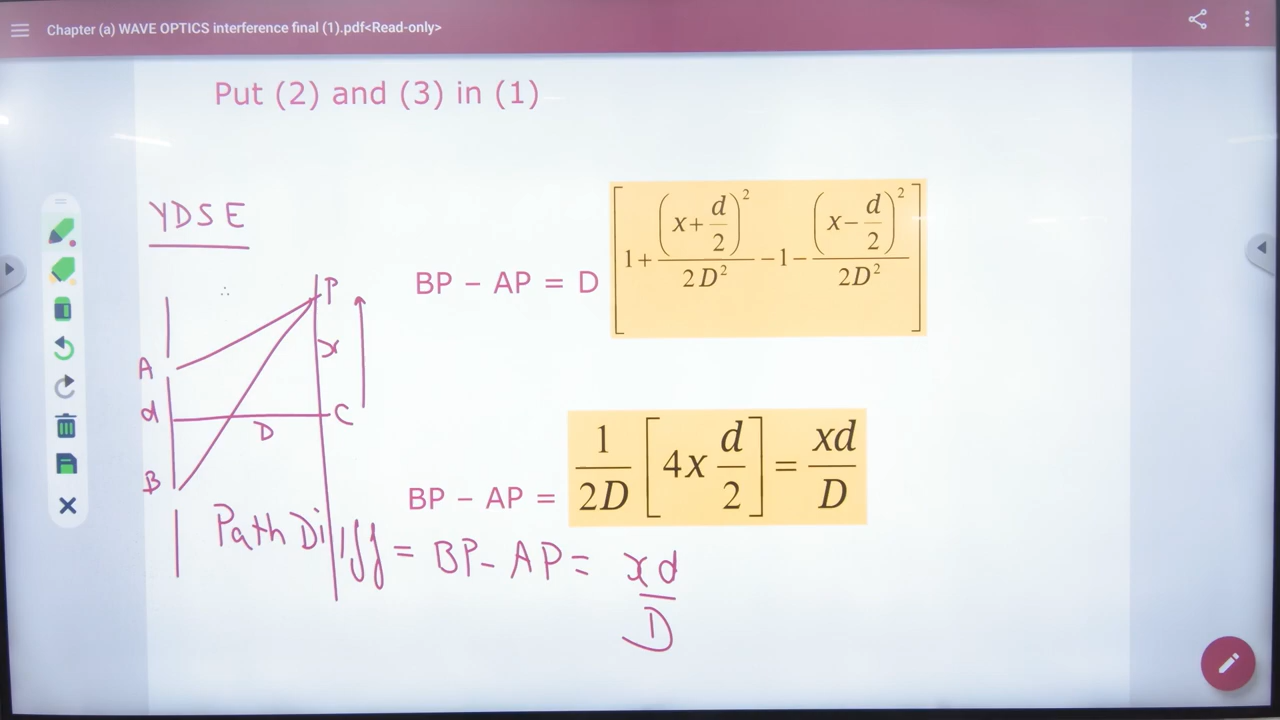 Chapter (a) WAVE OPTICS interference final (1).pdf<Read-only>
Put (2) and (3) in (1)
YDSE
BP – AP = D [1 + (x + d/2)² / 2D² – 1 – (x – d/2)² / 2D²]
P
x
A
d
C
D
B
BP – AP = 1/2D [4x d/2] = xd/D
Path Diff = BP - AP = xd/D